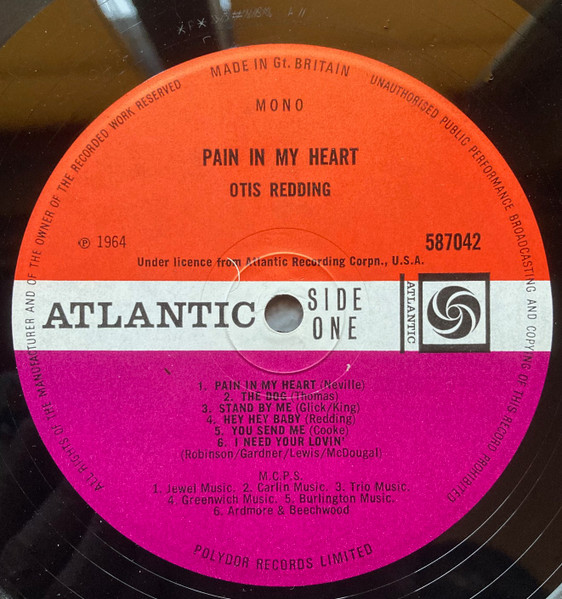 MADE IN Gt. BRITAIN
UNAUTHORISED PUBLIC PERFORMANCE BROADCASTING AND COPYING OF THIS RECORD PROHIBITED
ALL RIGHTS OF THE MANUFACTURER AND OF THE OWNER OF THE RECORDED WORK RESERVED
MONO
PAIN IN MY HEART
OTIS REDDING
℗ 1964
587042
Under licence from Atlantic Recording Corpn., U.S.A.
ATLANTIC
SIDE
ONE
ATLANTIC
1. PAIN IN MY HEART (Neville)
2. THE DOG (Thomas)
3. STAND BY ME (Glick/King)
4. HEY HEY BABY (Redding)
5. YOU SEND ME (Cooke)
6. I NEED YOUR LOVIN'
(Robinson/Gardner/Lewis/McDougal)
M.C.P.S.
1. Jewel Music. 2. Carlin Music. 3. Trio Music.
4. Greenwich Music. 5. Burlington Music.
6. Ardmore & Beechwood
POLYDOR RECORDS LIMITED